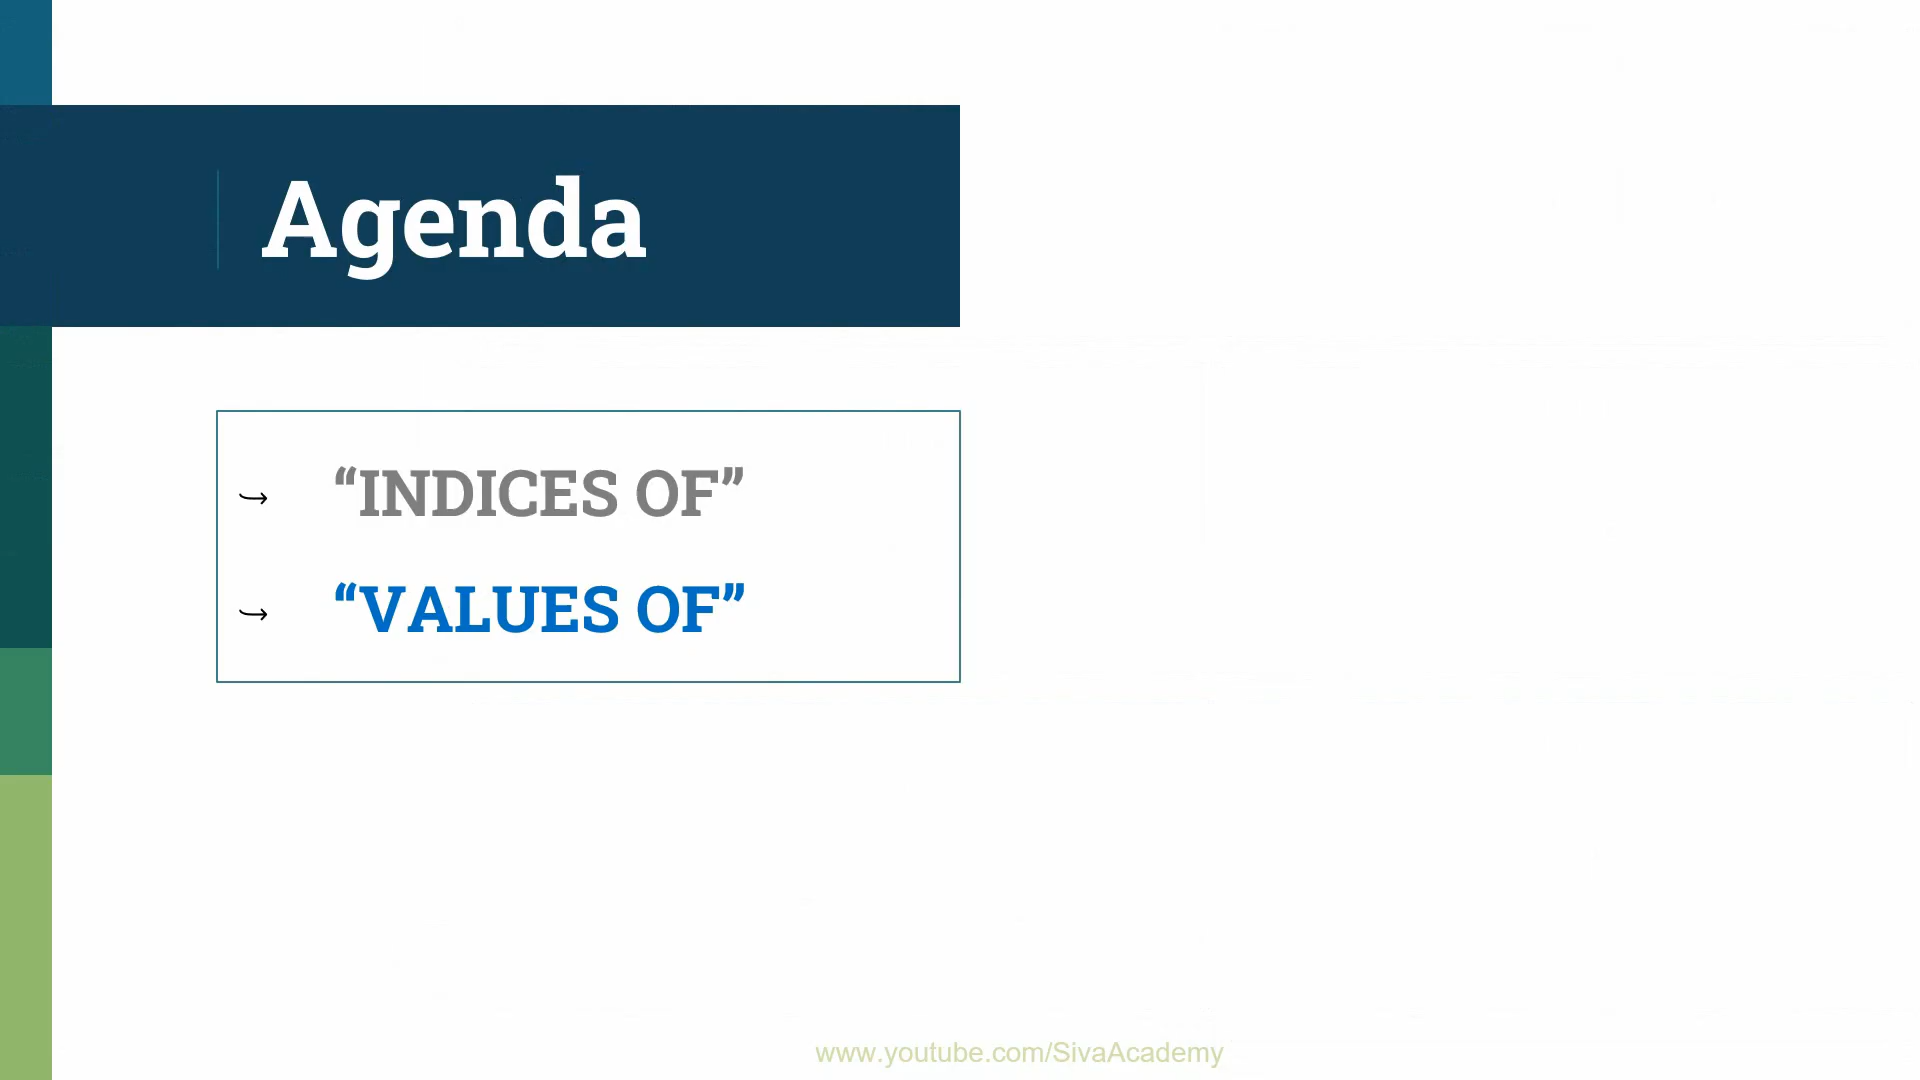 Agenda
↪ “INDICES OF”
↪ “VALUES OF”
www.youtube.com/SivaAcademy